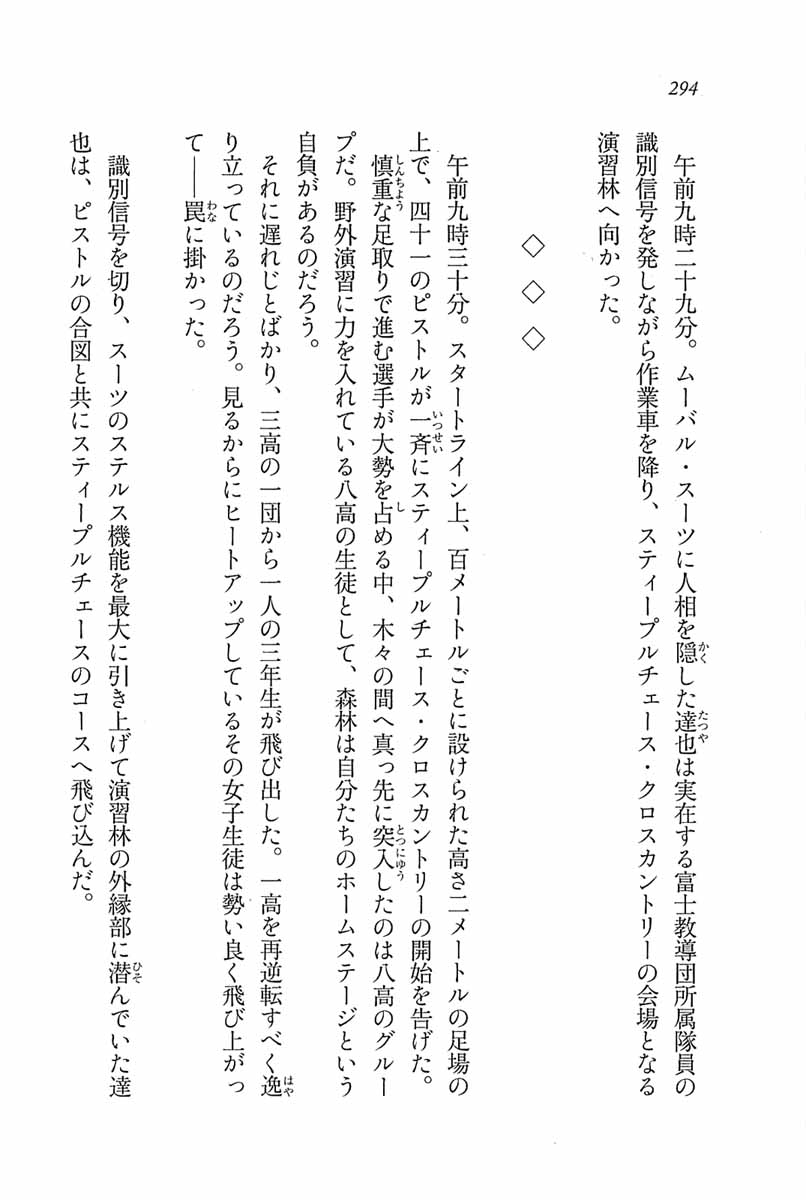 294
午前九時二十九分。ムーバル・スーツに人相を隠した達也は実在する富士教導団所属隊員の
識別信号を発しながら作業車を降り、スティープルチェース・クロスカントリーの会場となる
演習林へ向かった。
◇ ◇ ◇
午前九時三十分。スタートライン上、百メートルごとに設けられた高さ二メートルの足場の
上で、四十一のピストルが一斉にスティープルチェース・クロスカントリーの開始を告げた。
慎重な足取りで進む選手が大勢を占める中、木々の間へ真っ先に突入したのは八高のグルー
プだ。野外演習に力を入れている八高の生徒として、森林は自分たちのホームステージという
自負があるのだろう。
それに遅れじとばかり、三高の一団から一人の三年生が飛び出した。一高を再逆転すべく逸
り立っているのだろう。見るからにヒートアップしているその女子生徒は勢い良く飛び上がっ
て――罠に掛かった。
識別信号を切り、スーツのステルス機能を最大に引き上げて演習林の外縁部に潜んでいた達
也は、ピストルの合図と共にスティープルチェースのコースへ飛び込んだ。